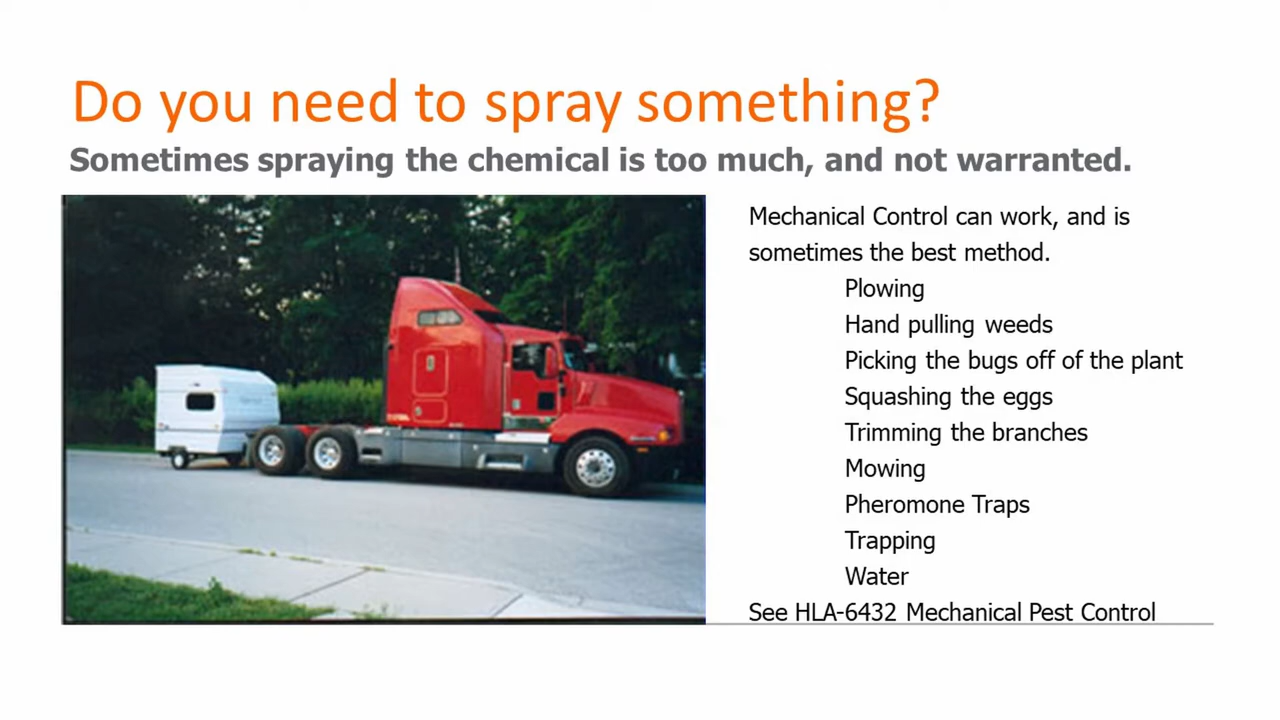 Do you need to spray something?
Sometimes spraying the chemical is too much, and not warranted.
Mechanical Control can work, and is
sometimes the best method.
Plowing
Hand pulling weeds
Picking the bugs off of the plant
Squashing the eggs
Trimming the branches
Mowing
Pheromone Traps
Trapping
Water
See HLA-6432 Mechanical Pest Control